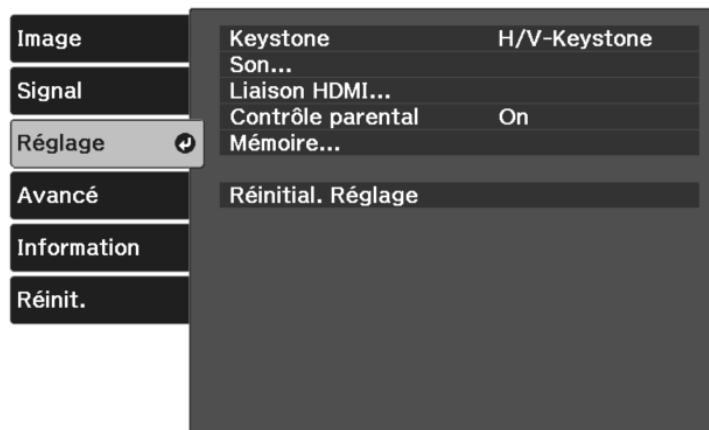 Image
Signal
Réglage
Avancé
Information
Réinit.
Keystone H/V-Keystone
Son...
Liaison HDMI...
Contrôle parental On
Mémoire...
Réinitial. Réglage